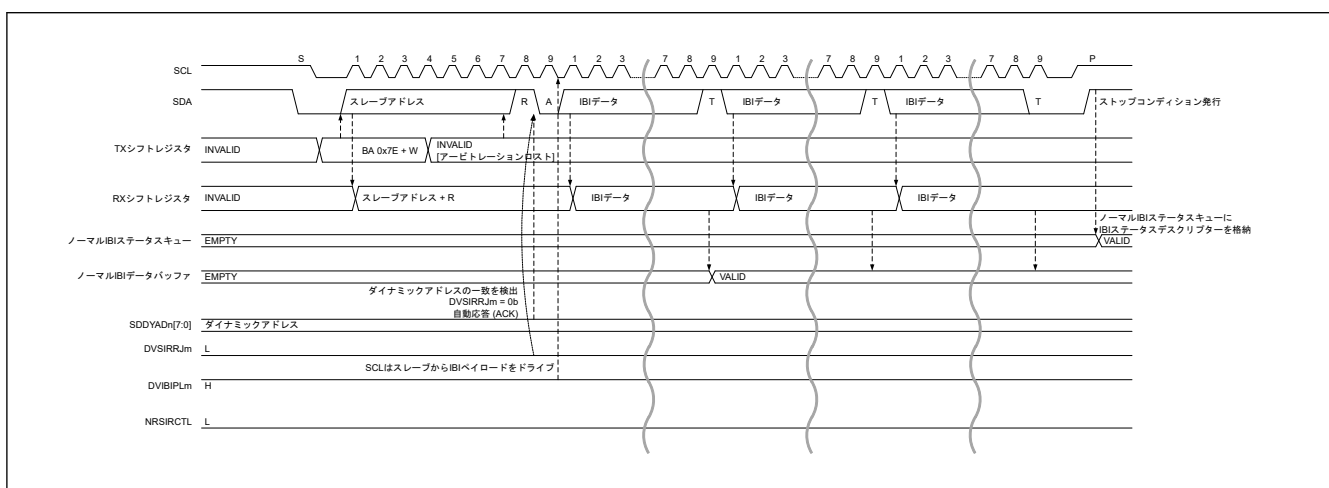 S 1 2 3 4 5 6 7 8 9 1 2 3 7 8 9 1 2 3 7 8 9 1 2 3 7 8 9 P
SCL
SDA スレーブアドレス R A IBIデータ T IBIデータ T IBIデータ T ストップコンディション発行
TXシフトレジスタ INVALID BA 0x7E + W INVALID
[アービトレーションロスト]
RXシフトレジスタ INVALID スレーブアドレス + R IBIデータ IBIデータ IBIデータ
ノーマルIBIステータスキューに
IBIステータスデスクリプターを格納
ノーマルIBIステータスキュー EMPTY VALID
ノーマルIBIデータバッファ EMPTY VALID
ダイナミックアドレスの一致を検出
DVSIRRJm = 0b
自動応答 (ACK)
SDDYADn[7:0] ダイナミックアドレス
DVSIRRJm L
SCLはスレーブからIBIペイロードをドライブ
DVIBIPLm H
NRSIRCTL L